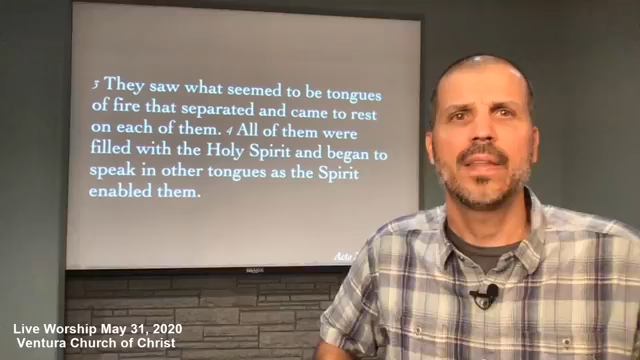 3 They saw what seemed to be tongues
of fire that separated and came to rest
on each of them. 4 All of them were
filled with the Holy Spirit and began to
speak in other tongues as the Spirit
enabled them.
Acts
Live Worship May 31, 2020
Ventura Church of Christ